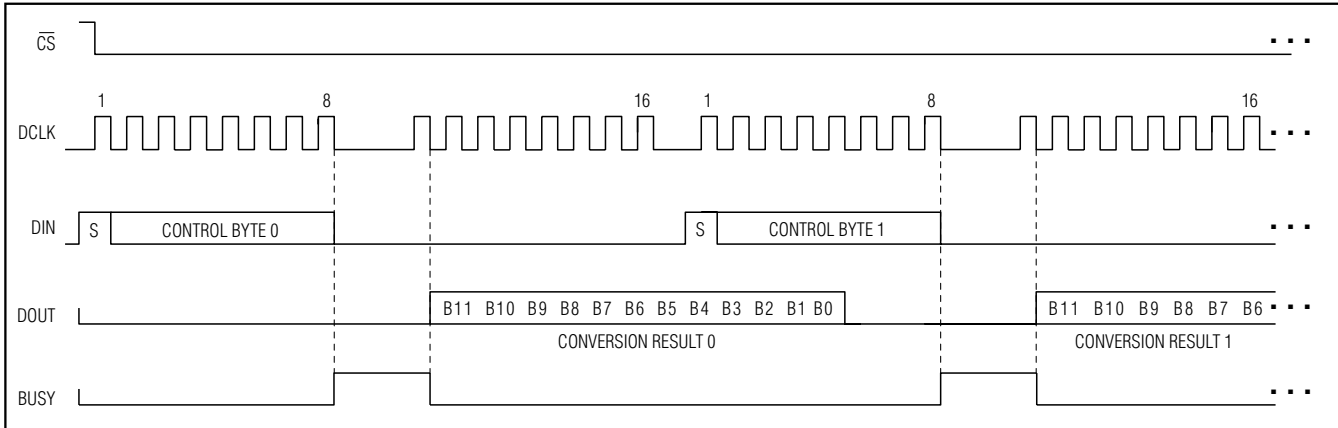 CS
1 8 16 1 8 16
DCLK
DIN S CONTROL BYTE 0 S CONTROL BYTE 1
DOUT B11 B10 B9 B8 B7 B6 B5 B4 B3 B2 B1 B0 B11 B10 B9 B8 B7 B6
CONVERSION RESULT 0 CONVERSION RESULT 1
BUSY